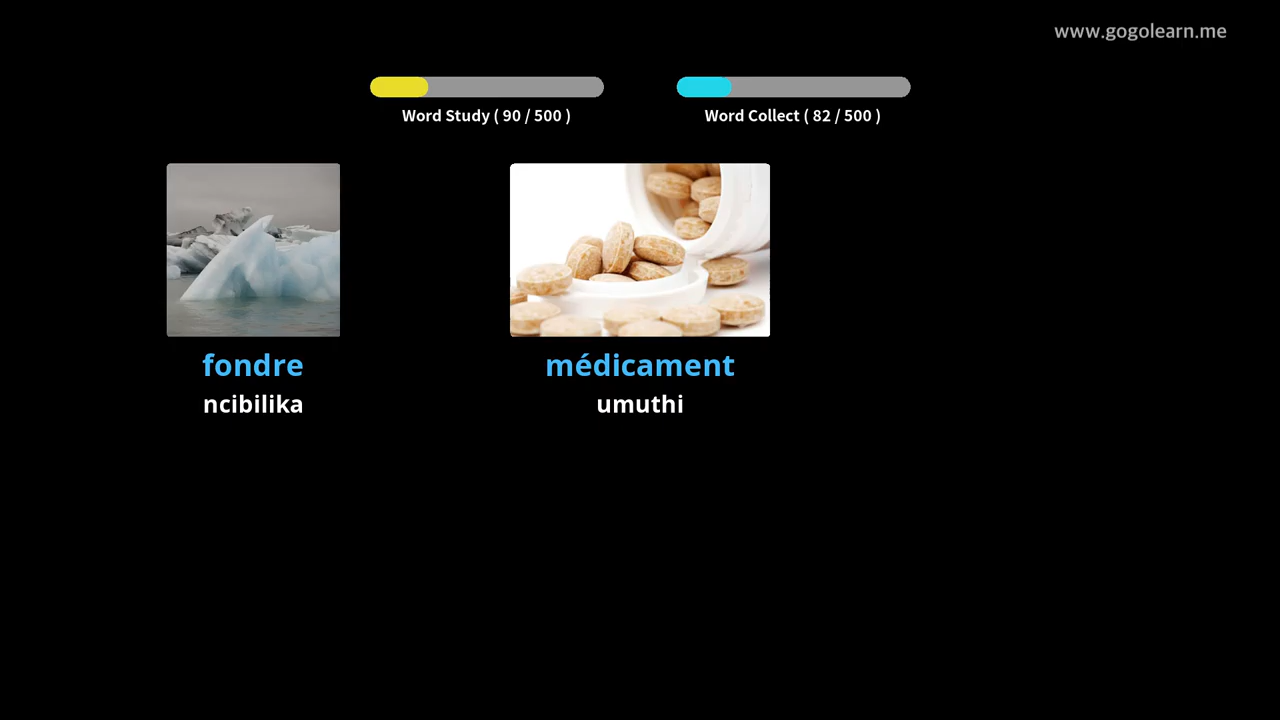 www.gogolearn.me
Word Study ( 90 / 500 )
Word Collect ( 82 / 500 )
fondre
ncibilika
médicament
umuthi